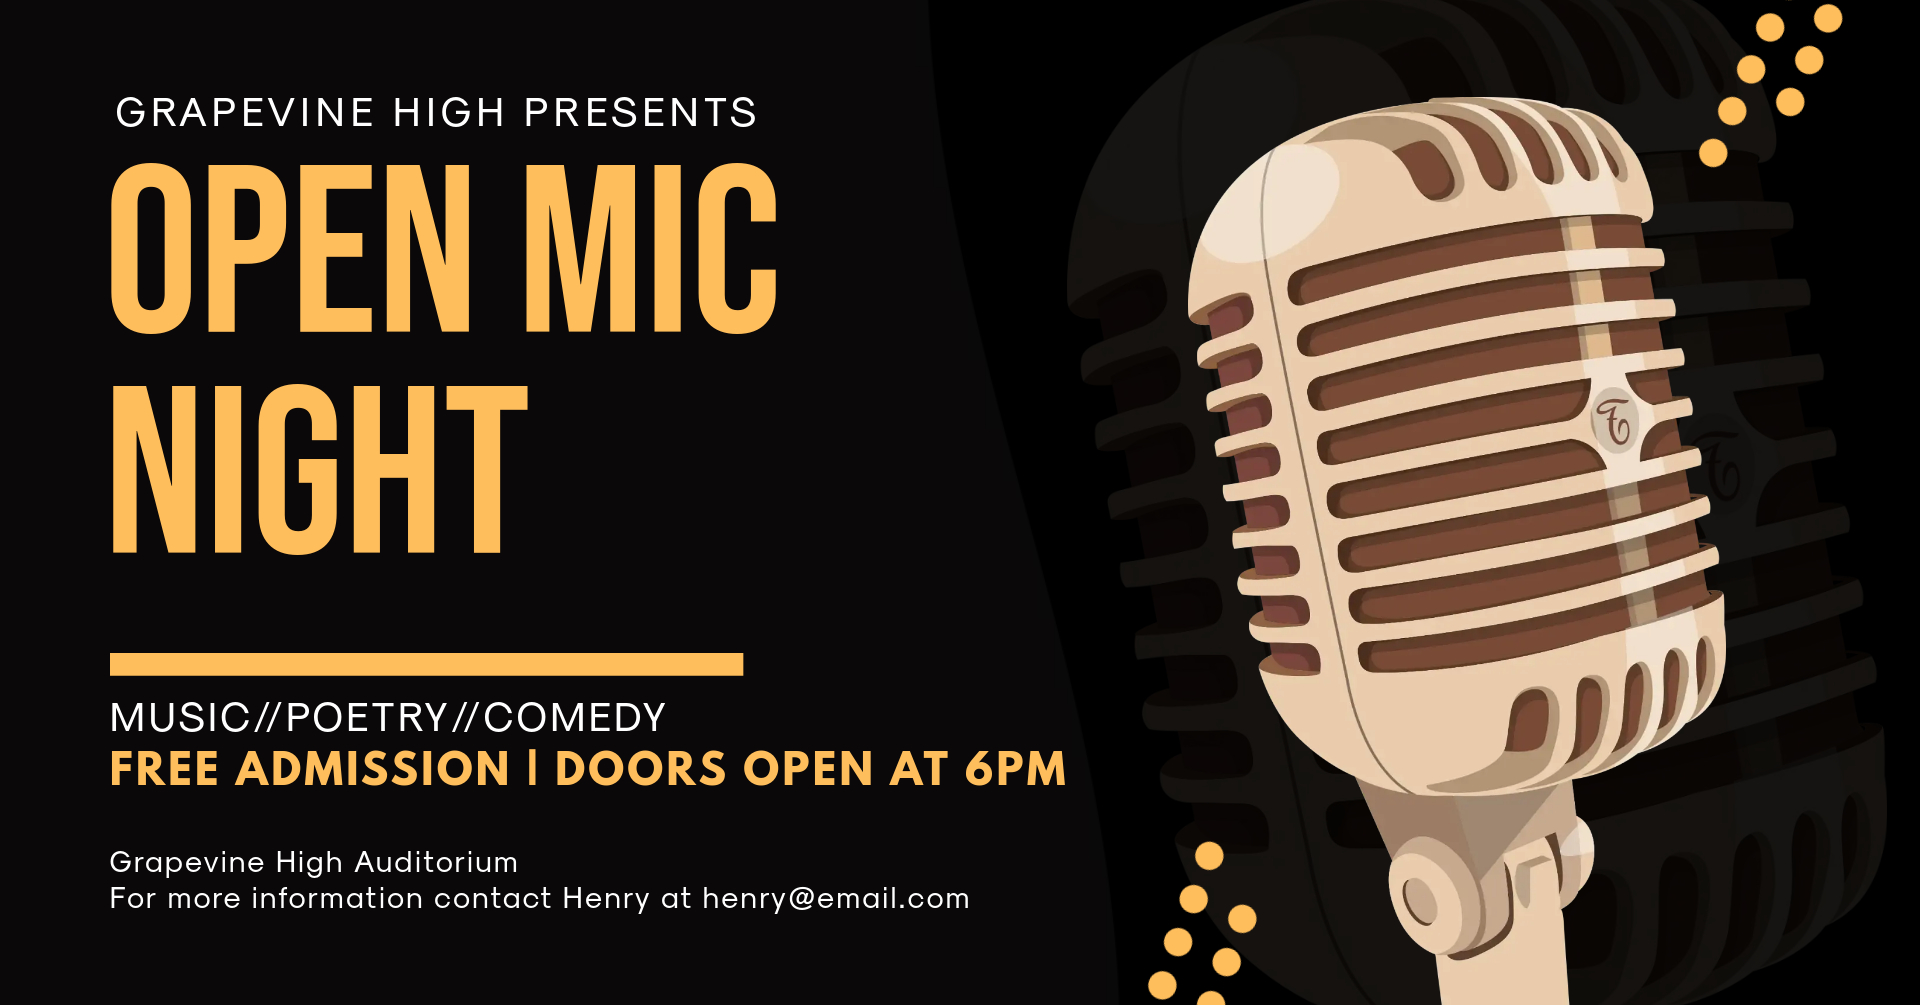 GRAPEVINE HIGH PRESENTS
OPEN MIC
NIGHT
MUSIC//POETRY//COMEDY
FREE ADMISSION | DOORS OPEN AT 6PM
Grapevine High Auditorium
For more information contact Henry at henry@email.com